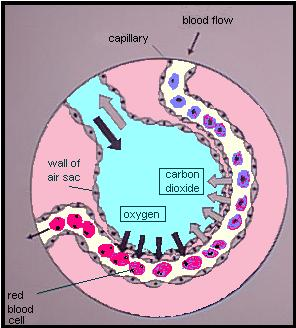 blood flow
capillary
wall of
air sac
carbon
dioxide
oxygen
red
blood
cell